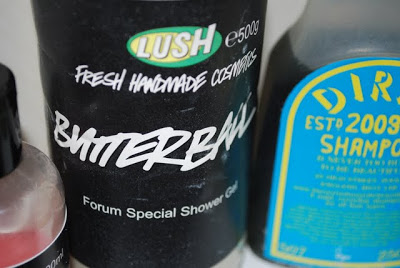 LUSH
℮500g
FRESH HANDMADE COSMETICS
BUTTERBALL
Forum Special Shower Gel
DIR
ESTD 2009
SHAMPO